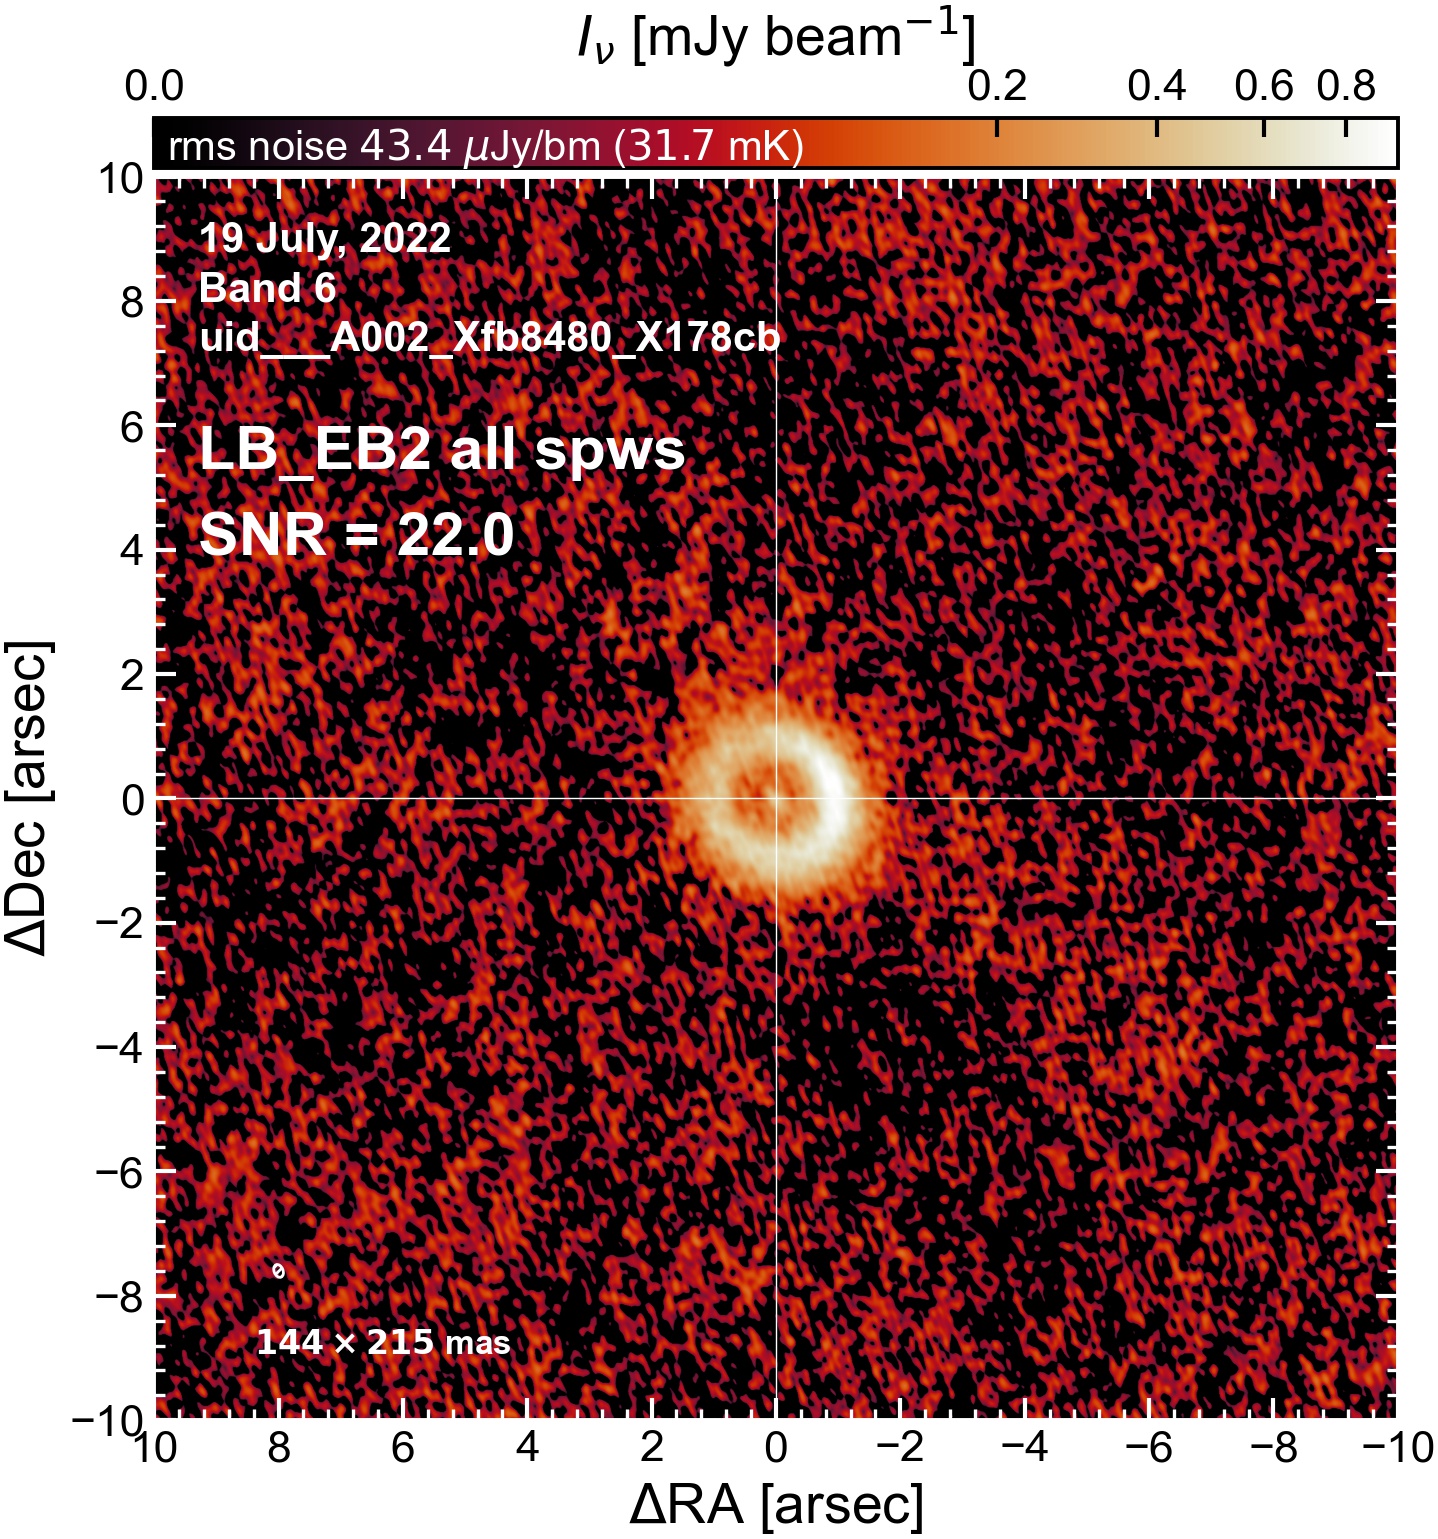 I_ν [mJy beam⁻¹]
0.0 0.2 0.4 0.6 0.8
rms noise 43.4 μJy/bm (31.7 mK)
19 July, 2022
Band 6
uid___A002_Xfb8480_X178cb
LB_EB2 all spws
SNR = 22.0
144 × 215 mas
10
8
6
4
2
0
−2
−4
−6
−8
−10
ΔDec [arsec]
10 8 6 4 2 0 −2 −4 −6 −8 −10
ΔRA [arsec]